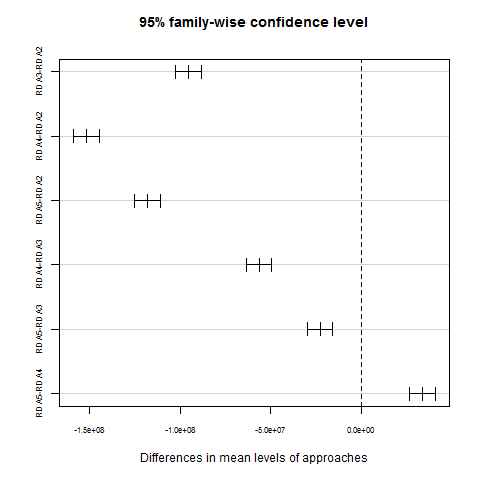 95% family-wise confidence level
RD A3-RD A2
RD A4-RD A2
RD A5-RD A2
RD A4-RD A3
RD A5-RD A3
RD A5-RD A4
-1.5e+08 -1.0e+08 -5.0e+07 0.0e+00
Differences in mean levels of approaches